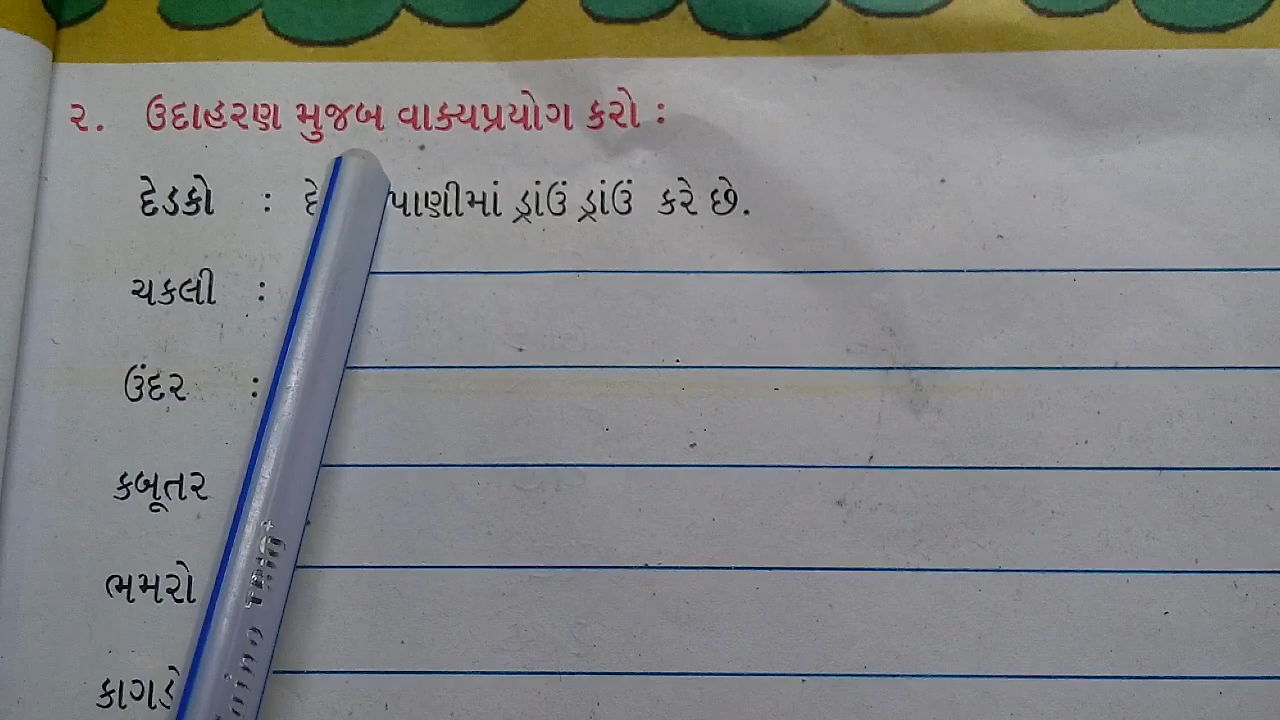 ૨. ઉદાહરણ મુજબ વાક્યપ્રયોગ કરો :
દેડકો : પાણીમાં ડ્રાંઉં ડ્રાંઉં કરે છે.
ચકલી :
ઉંદર :
કબૂતર
ભમરો